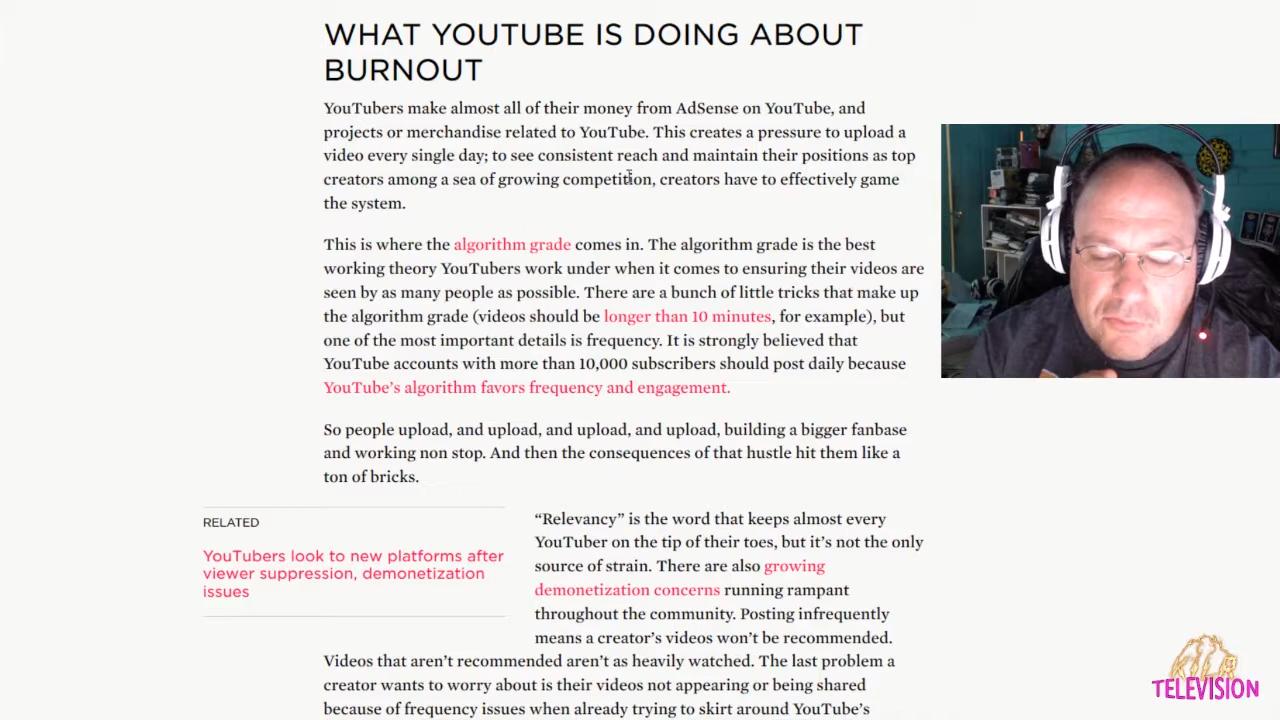 WHAT YOUTUBE IS DOING ABOUT
BURNOUT
YouTubers make almost all of their money from AdSense on YouTube, and
projects or merchandise related to YouTube. This creates a pressure to upload a
video every single day; to see consistent reach and maintain their positions as top
creators among a sea of growing competition, creators have to effectively game
the system.
This is where the algorithm grade comes in. The algorithm grade is the best
working theory YouTubers work under when it comes to ensuring their videos are
seen by as many people as possible. There are a bunch of little tricks that make up
the algorithm grade (videos should be longer than 10 minutes, for example), but
one of the most important details is frequency. It is strongly believed that
YouTube accounts with more than 10,000 subscribers should post daily because
YouTube’s algorithm favors frequency and engagement.
So people upload, and upload, and upload, and upload, building a bigger fanbase
and working non stop. And then the consequences of that hustle hit them like a
ton of bricks.
RELATED
YouTubers look to new platforms after
viewer suppression, demonetization
issues
“Relevancy” is the word that keeps almost every
YouTuber on the tip of their toes, but it’s not the only
source of strain. There are also growing
demonetization concerns running rampant
throughout the community. Posting infrequently
means a creator’s videos won’t be recommended.
Videos that aren’t recommended aren’t as heavily watched. The last problem a
creator wants to worry about is their videos not appearing or being shared
because of frequency issues when already trying to skirt around YouTube’s
KILR
TELEVISION